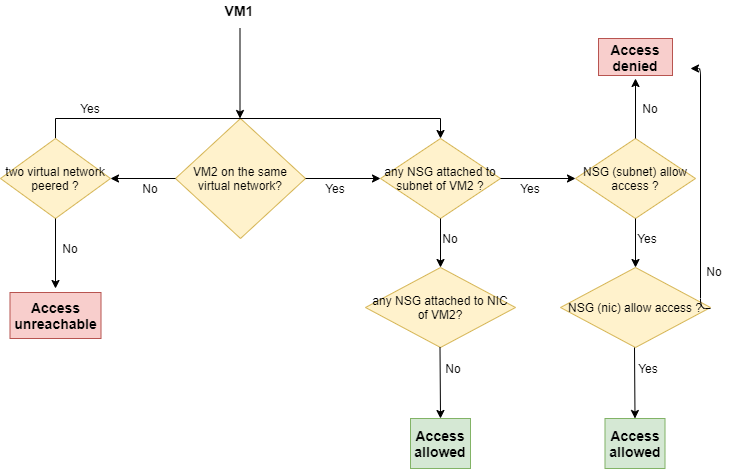 VM1
Access
denied
Yes
No
two virtual network
peered ?
No
VM2 on the same
virtual network?
Yes
any NSG attached to
subnet of VM2 ?
Yes
NSG (subnet) allow
access ?
No
No
Yes
No
Access
unreachable
any NSG attached to NIC
of VM2?
NSG (nic) allow access ?
No
Yes
Access
allowed
Access
allowed